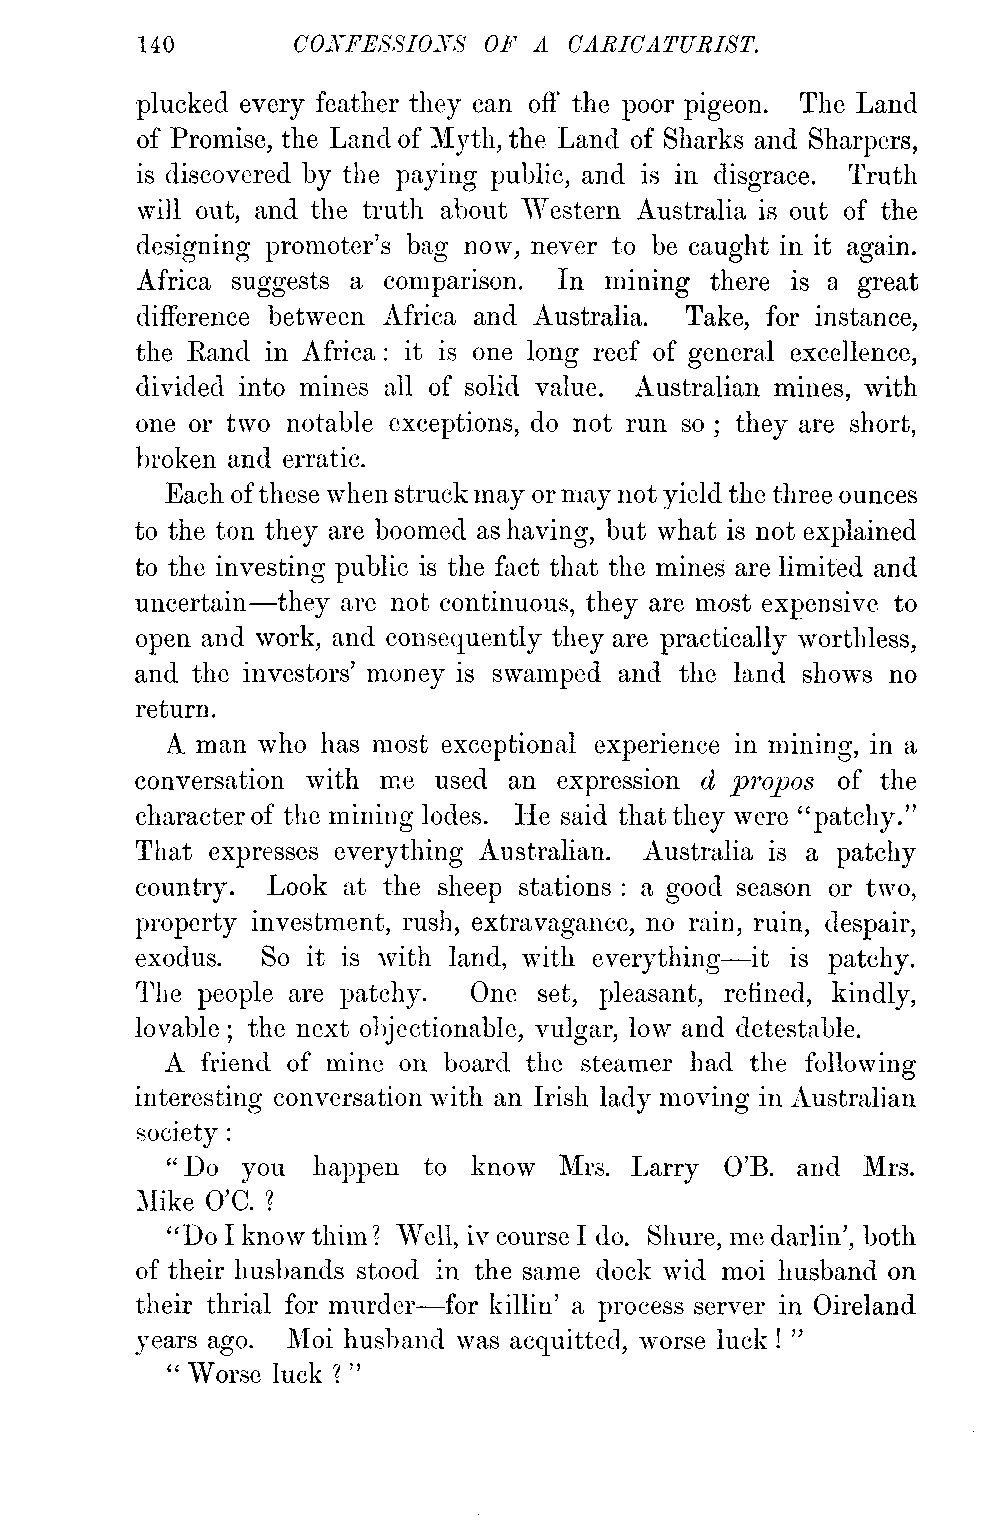 140 CONFESSIONS OF A CARICATURIST.
plucked every feather they can off the poor pigeon. The Land
of Promise, the Land of Myth, the Land of Sharks and Sharpers,
is discovered by the paying public, and is in disgrace. Truth
will out, and the truth about Western Australia is out of the
designing promoter's bag now, never to be caught in it again.
Africa suggests a comparison. In mining there is a great
difference between Africa and Australia. Take, for instance,
the Rand in Africa: it is one long reef of general excellence,
divided into mines all of solid value. Australian mines, with
one or two notable exceptions, do not run so; they are short,
broken and erratic.
Each of these when struck may or may not yield the three ounces
to the ton they are boomed as having, but what is not explained
to the investing public is the fact that the mines are limited and
uncertain—they are not continuous, they are most expensive to
open and work, and consequently they are practically worthless,
and the investors' money is swamped and the land shows no
return.
A man who has most exceptional experience in mining, in a
conversation with me used an expression à propos of the
character of the mining lodes. He said that they were "patchy."
That expresses everything Australian. Australia is a patchy
country. Look at the sheep stations: a good season or two,
property investment, rush, extravagance, no rain, ruin, despair,
exodus. So it is with land, with everything—it is patchy.
The people are patchy. One set, pleasant, refined, kindly,
lovable; the next objectionable, vulgar, low and detestable.
A friend of mine on board the steamer had the following
interesting conversation with an Irish lady moving in Australian
society:
"Do you happen to know Mrs. Larry O'B. and Mrs.
Mike O'C.?
"Do I know thim? Well, iv course I do. Shure, me darlin', both
of their husbands stood in the same dock wid moi husband on
their thrial for murder—for killin' a process server in Oireland
years ago. Moi husband was acquitted, worse luck!"
"Worse luck?"